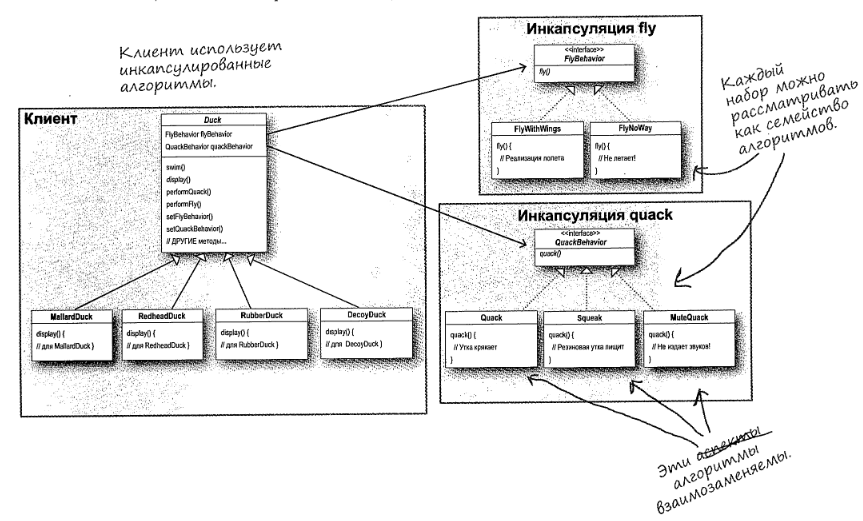 Клиент использует
инкапсулированные
алгоритмы.
Клиент
Duck
FlyBehavior flyBehavior
QuackBehavior quackBehavior
swim()
display()
performQuack()
performFly()
setFlyBehavior()
setQuackBehavior()
// ДРУГИЕ методы...
MallardDuck
display() {
// для MallardDuck }
RedheadDuck
display() {
// для RedheadDuck }
RubberDuck
display() {
// для RubberDuck }
DecoyDuck
display() {
// для DecoyDuck }
Инкапсуляция fly
<<interface>>
FlyBehavior
fly()
FlyWithWings
fly() {
// Реализация полета
}
FlyNoWay
fly() {
// Не летает!
}
Каждый
набор можно
рассматривать
как семейство
алгоритмов.
Инкапсуляция quack
<<interface>>
QuackBehavior
quack()
Quack
quack() {
// Утка крякает
}
Squeak
quack() {
// Резиновая утка пищит
}
MuteQuack
quack() {
// Не издает звуков!
}
Эти аспекты
алгоритмы
взаимозаменяемы.